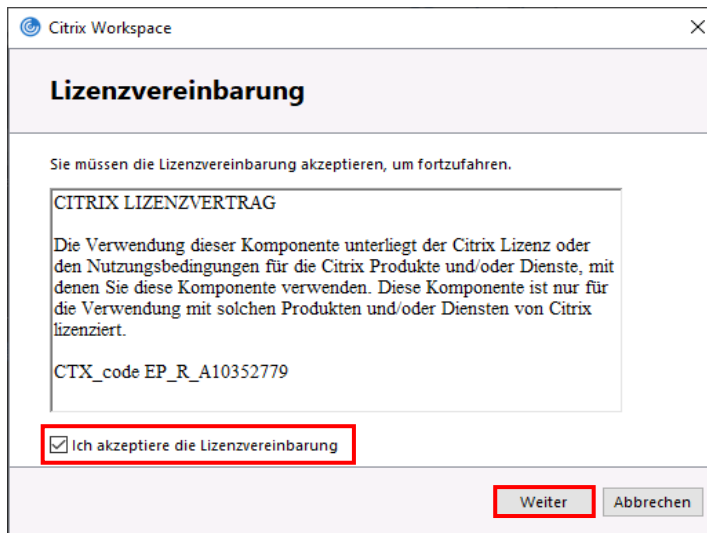 Citrix Workspace
Lizenzvereinbarung
Sie müssen die Lizenzvereinbarung akzeptieren, um fortzufahren.
CITRIX LIZENZVERTRAG
Die Verwendung dieser Komponente unterliegt der Citrix Lizenz oder
den Nutzungsbedingungen für die Citrix Produkte und/oder Dienste, mit
denen Sie diese Komponente verwenden. Diese Komponente ist nur für
die Verwendung mit solchen Produkten und/oder Diensten von Citrix
lizenziert.
CTX_code EP_R_A10352779
Ich akzeptiere die Lizenzvereinbarung
Weiter Abbrechen